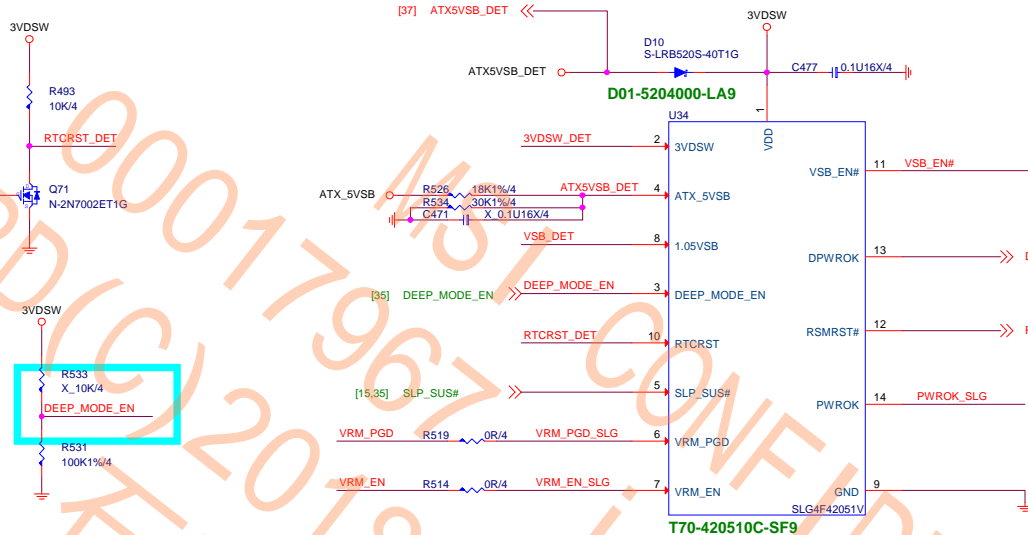 [37] ATX5VSB_DET
3VDSW
3VDSW
D10
S-LRB520S-40T1G
ATX5VSB_DET
C477
0.1U16X/4
D01-5204000-LA9
R493
10K/4
RTCRST_DET
Q71
N-2N7002ET1G
U34
1
VDD
3VDSW_DET
2
3VDSW
VSB_EN#
11
VSB_EN#
ATX_5VSB
R526
18K1%/4
ATX5VSB_DET
4
ATX_5VSB
R534
30K1%/4
C471
X_0.1U16X/4
VSB_DET
8
1.05VSB
DPWROK
13
[35] DEEP_MODE_EN
DEEP_MODE_EN
3
DEEP_MODE_EN
RTCRST_DET
10
RTCRST
RSMRST#
12
3VDSW
R533
X_10K/4
DEEP_MODE_EN
R531
100K1%/4
[15,35] SLP_SUS#
5
SLP_SUS#
PWROK
14
PWROK_SLG
VRM_PGD
R519
0R/4
VRM_PGD_SLG
6
VRM_PGD
VRM_EN
R514
0R/4
VRM_EN_SLG
7
VRM_EN
GND
9
SLG4F42051V
T70-420510C-SF9
MSI CONFID
000179967